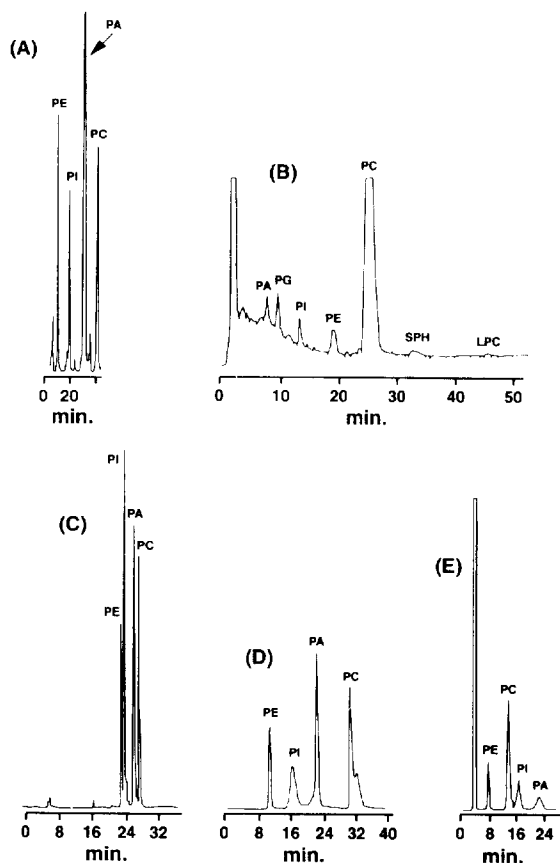 (A)
PA
PE
PI
PC
0 20
min.
(B)
PC
PA
PG
PI
PE
SPH
LPC
0 10 20 30 40 50
min.
(C)
PI
PA
PC
PE
0 8 16 24 32
min.
(D)
PE
PI
PA
PC
0 8 16 24 32 40
min.
(E)
PC
PE
PI
PA
0 8 16 24
min.